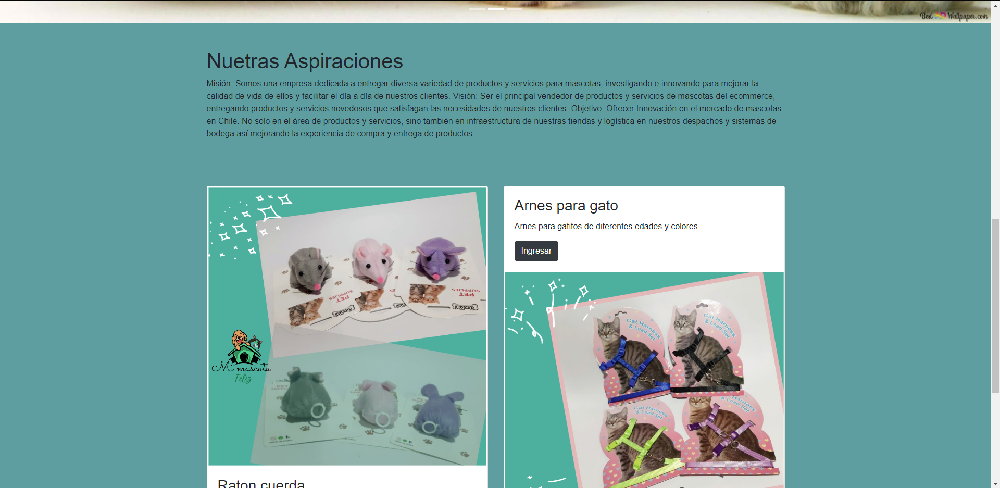 Best HD Wallpaper.com
Nuetras Aspiraciones
Misión: Somos una empresa dedicada a entregar diversa variedad de productos y servicios para mascotas, investigando e innovando para mejorar la
calidad de vida de ellos y facilitar el día a día de nuestros clientes. Visión: Ser el principal vendedor de productos y servicios de mascotas del ecommerce,
entregando productos y servicios novedosos que satisfagan las necesidades de nuestros clientes. Objetivo: Ofrecer Innovación en el mercado de mascotas
en Chile. No solo en el área de productos y servicios, sino también en infraestructura de nuestras tiendas y logística en nuestros despachos y sistemas de
bodega así mejorando la experiencia de compra y entrega de productos.
PET
SUPPLIES
PET
SUPPLIES
Mi mascota
Feliz
MADE IN CHINA
Raton cuerda
Arnes para gato
Arnes para gatitos de diferentes edades y colores.
Ingresar
Cat Harness
& Lead Set
Cat Harness
& Lead Set
Cat Harness
& Lead Set
Cat Harness
& Lead Set